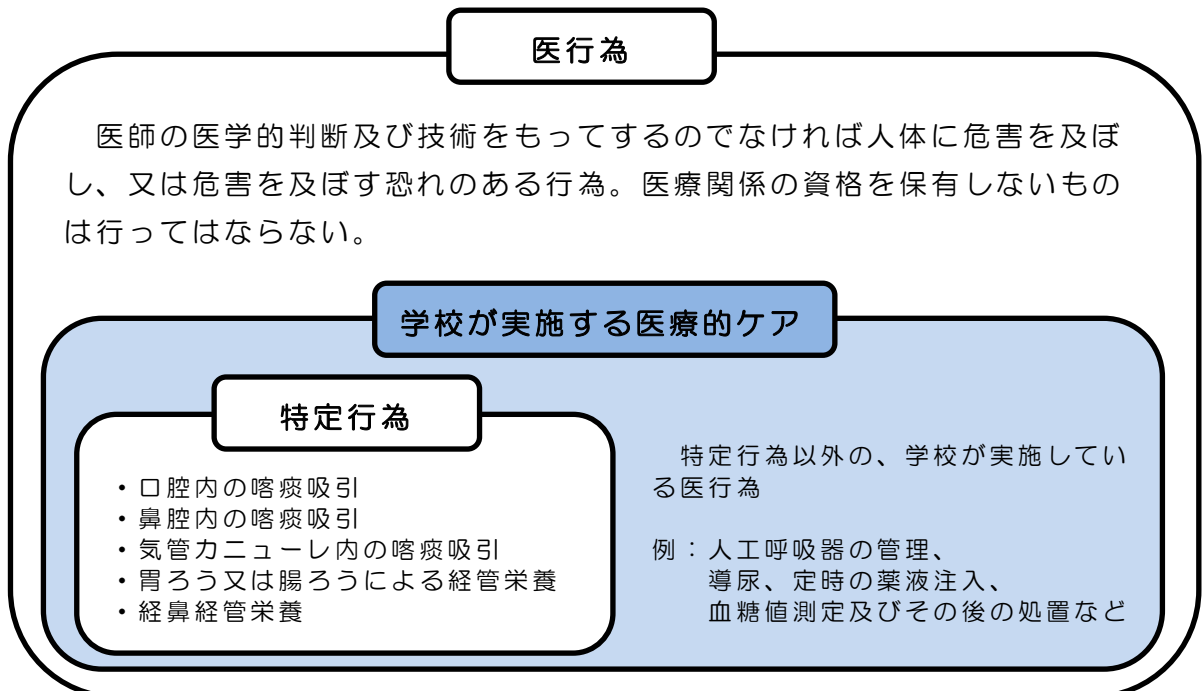 医行為
医師の医学的判断及び技術をもってするのでなければ人体に危害を及ぼ
し、又は危害を及ぼす恐れのある行為。医療関係の資格を保有しないもの
は行ってはならない。
学校が実施する医療的ケア
特定行為
・口腔内の喀痰吸引
・鼻腔内の喀痰吸引
・気管カニューレ内の喀痰吸引
・胃ろう又は腸ろうによる経管栄養
・経鼻経管栄養
特定行為以外の、学校が実施してい
る医行為
例：人工呼吸器の管理、
導尿、定時の薬液注入、
血糖値測定及びその後の処置など